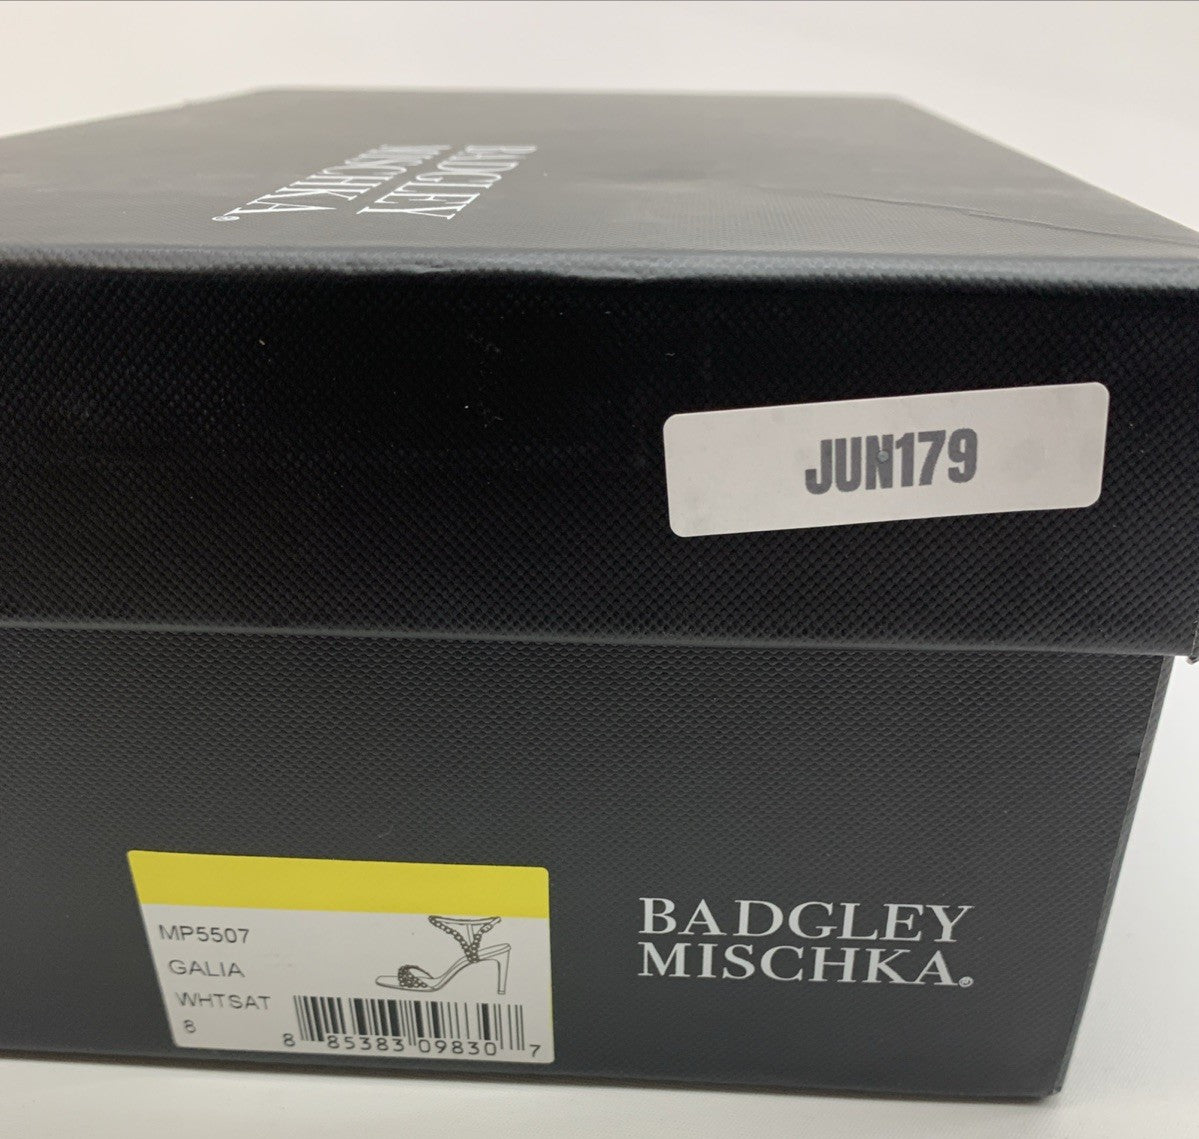 BADGLEY
MISCHKA®
JUN179
MP5507
GALIA
WHTSAT
8
8 85383 09830 7
BADGLEY
MISCHKA®